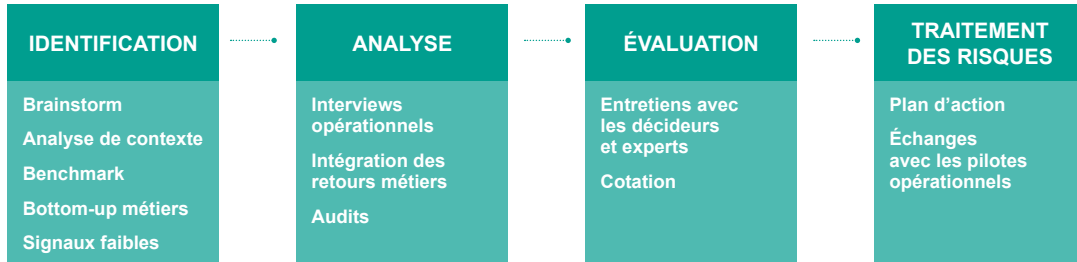 IDENTIFICATION
Brainstorm
Analyse de contexte
Benchmark
Bottom-up métiers
Signaux faibles
ANALYSE
Interviews
opérationnels
Intégration des
retours métiers
Audits
ÉVALUATION
Entretiens avec
les décideurs
et experts
Cotation
TRAITEMENT
DES RISQUES
Plan d'action
Échanges
avec les pilotes
opérationnels